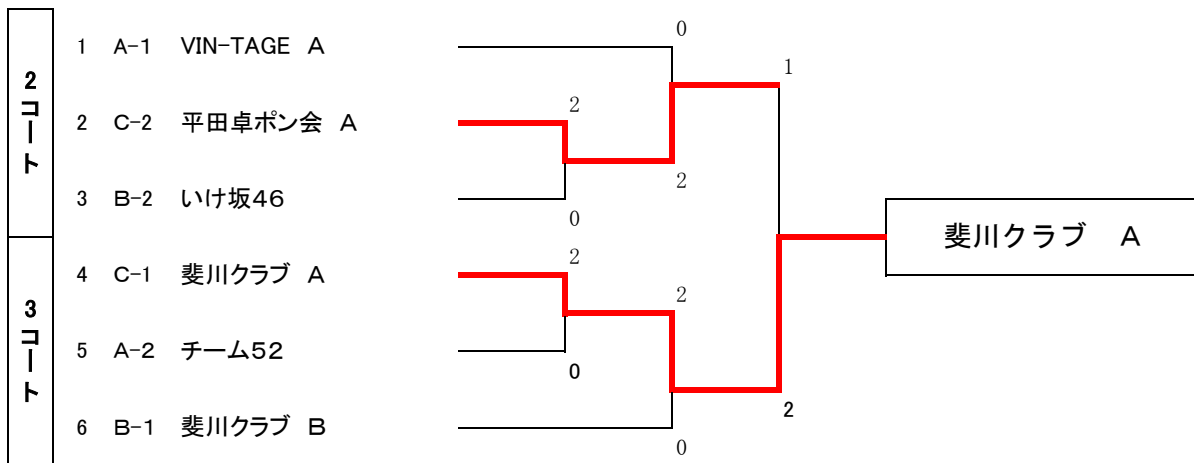 2コート
1 A-1 VIN-TAGE A
2 C-2 平田卓ポン会 A
3 B-2 いけ坂46
3コート
4 C-1 斐川クラブ A
5 A-2 チーム52
6 B-1 斐川クラブ B
0
2
2
0
1
2
0
2
0
2
斐川クラブ A